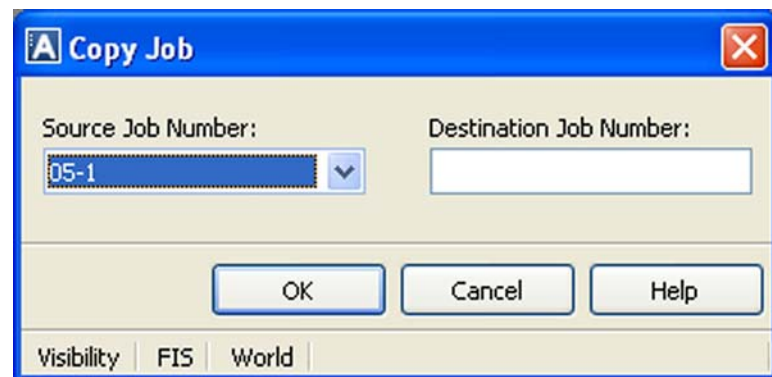 A Copy Job
Source Job Number: Destination Job Number:
05-1
OK Cancel Help
Visibility FIS World